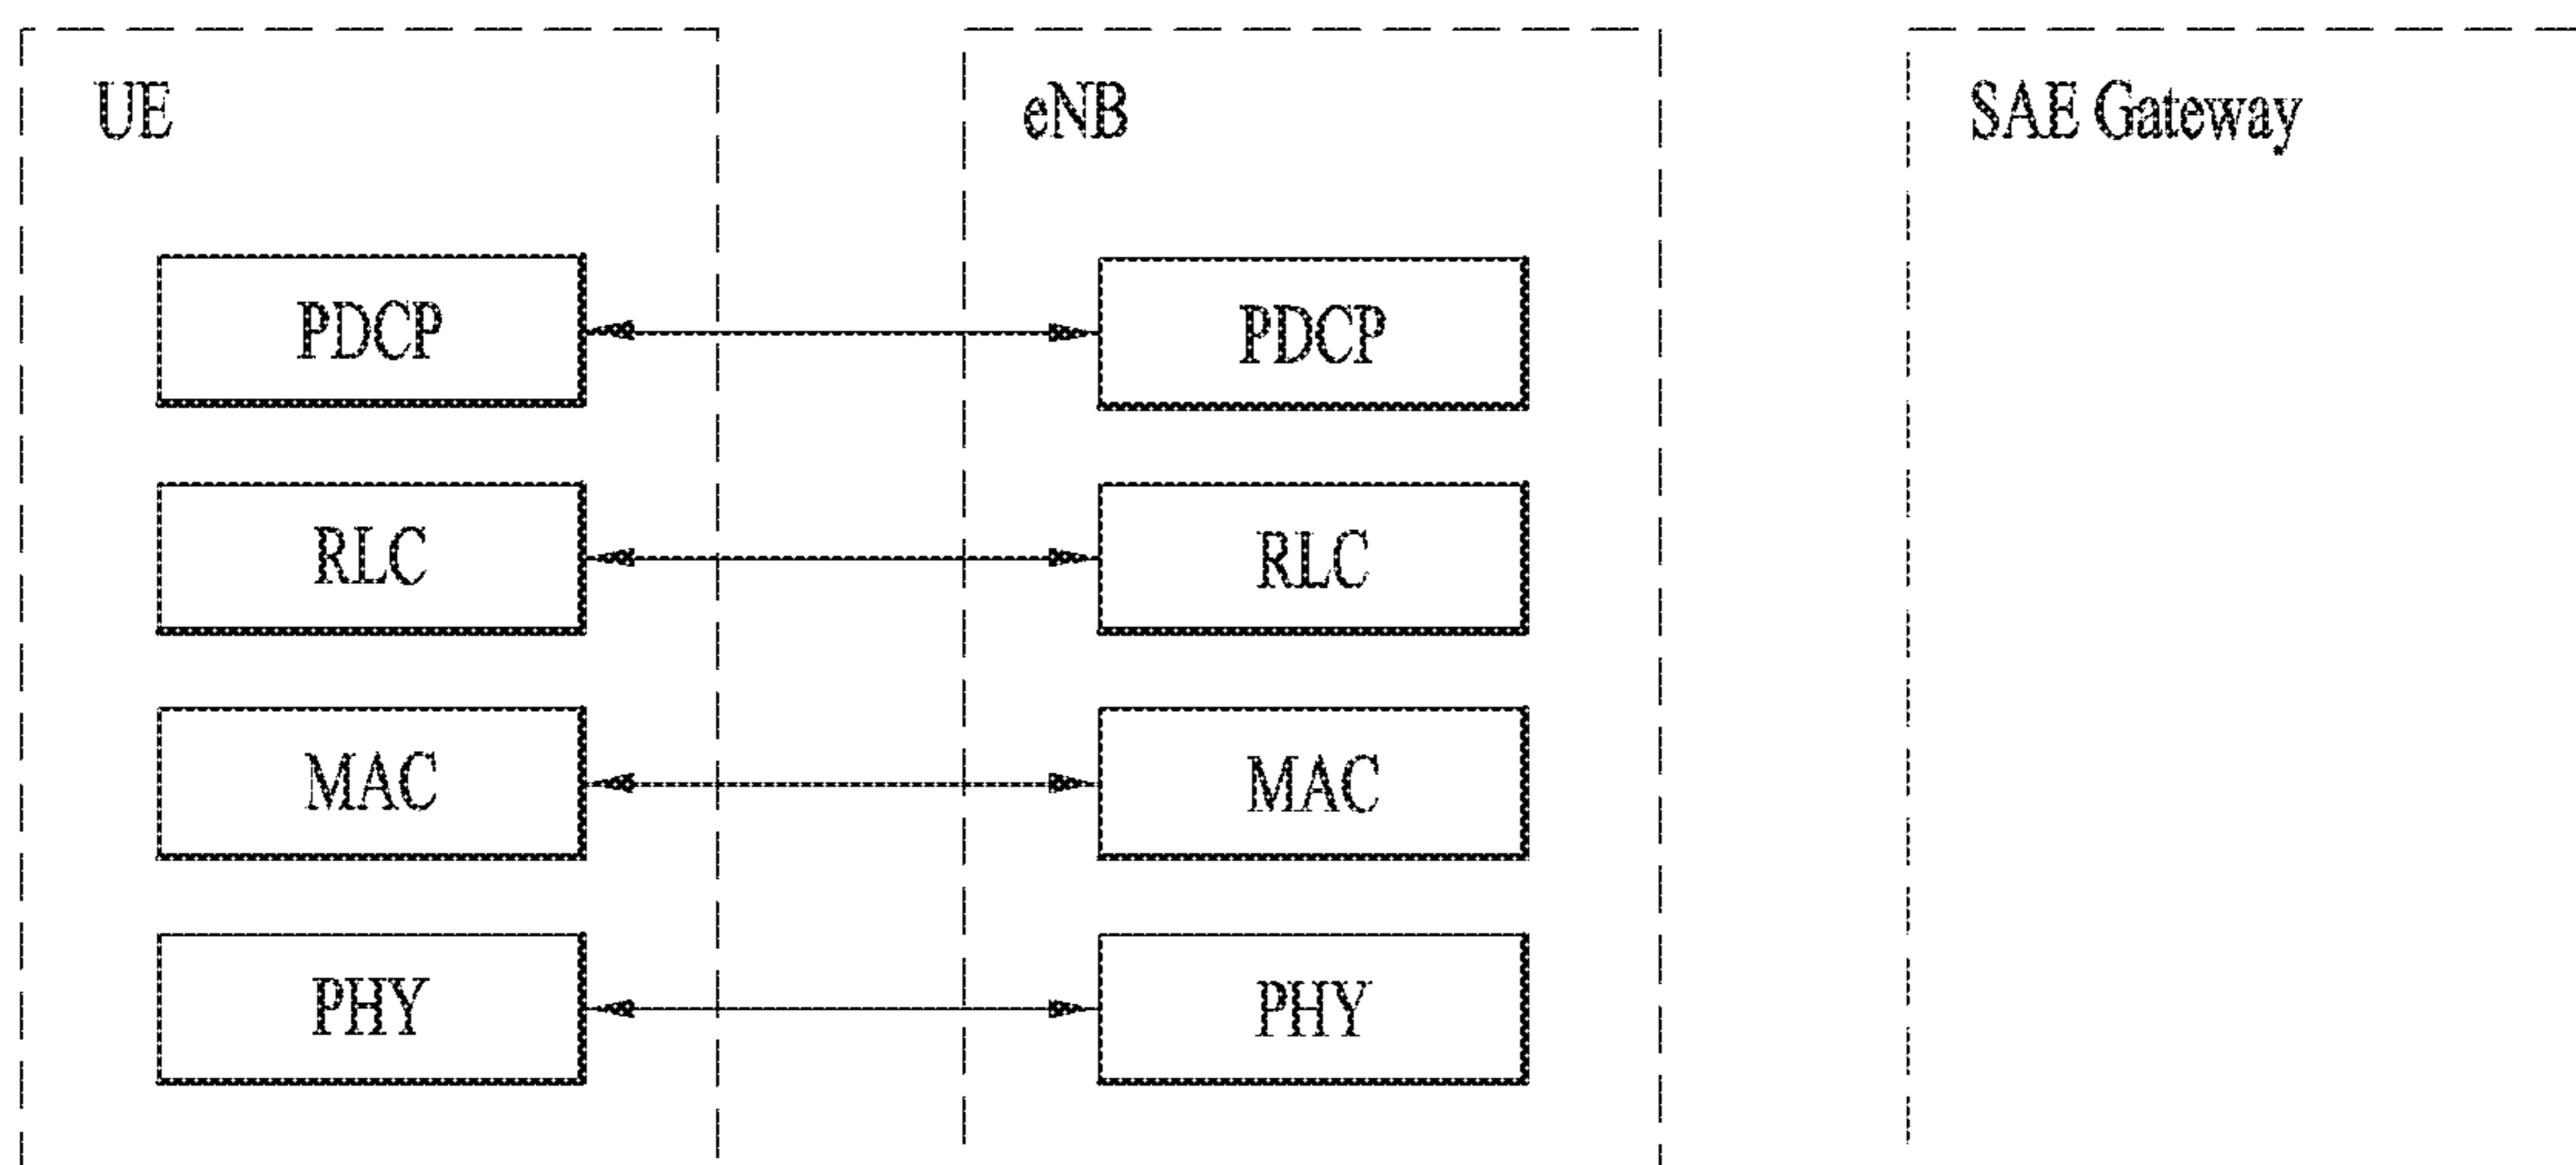 UE
eNB
SAE Gateway
PDCP
PDCP
RLC
RLC
MAC
MAC
PHY
PHY